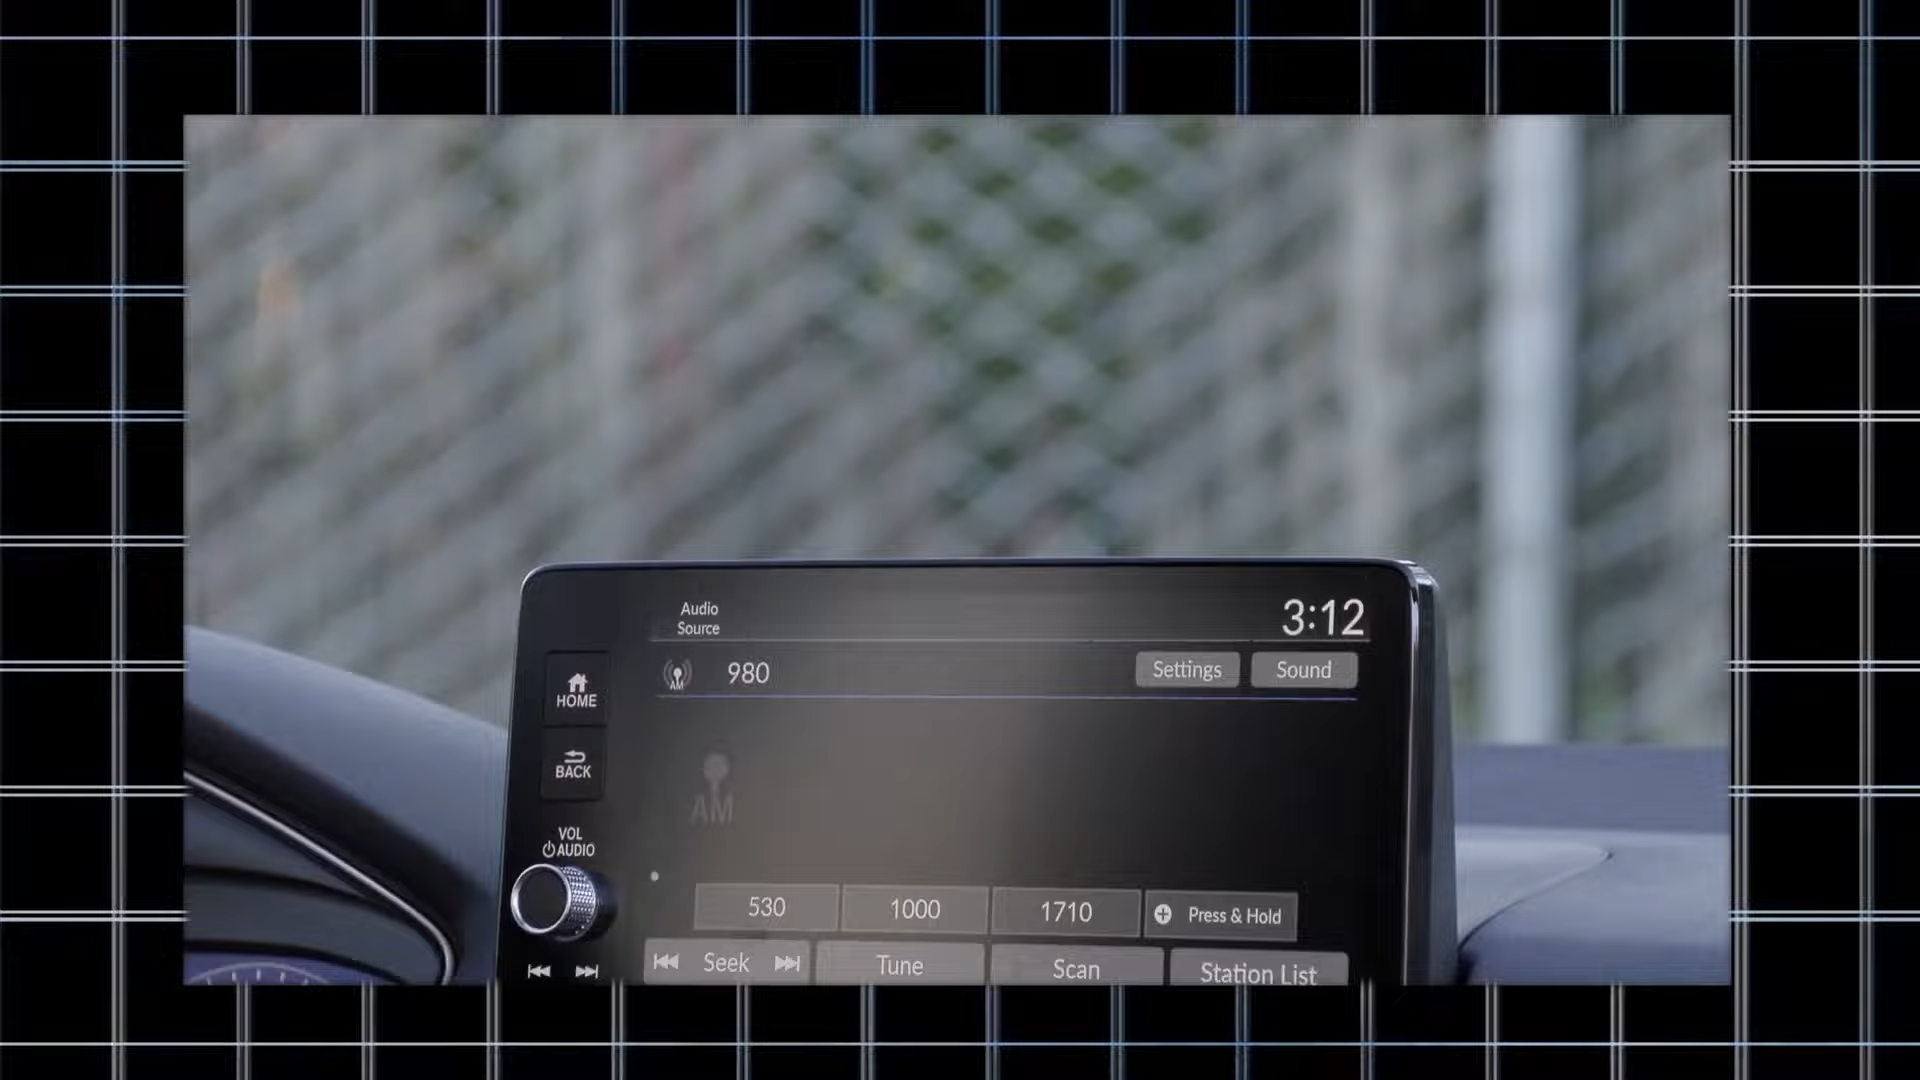 Audio
Source
3:12
AM
980
Settings
Sound
HOME
BACK
AM
VOL
AUDIO
530
1000
1710
Press & Hold
Seek
Tune
Scan
Station List